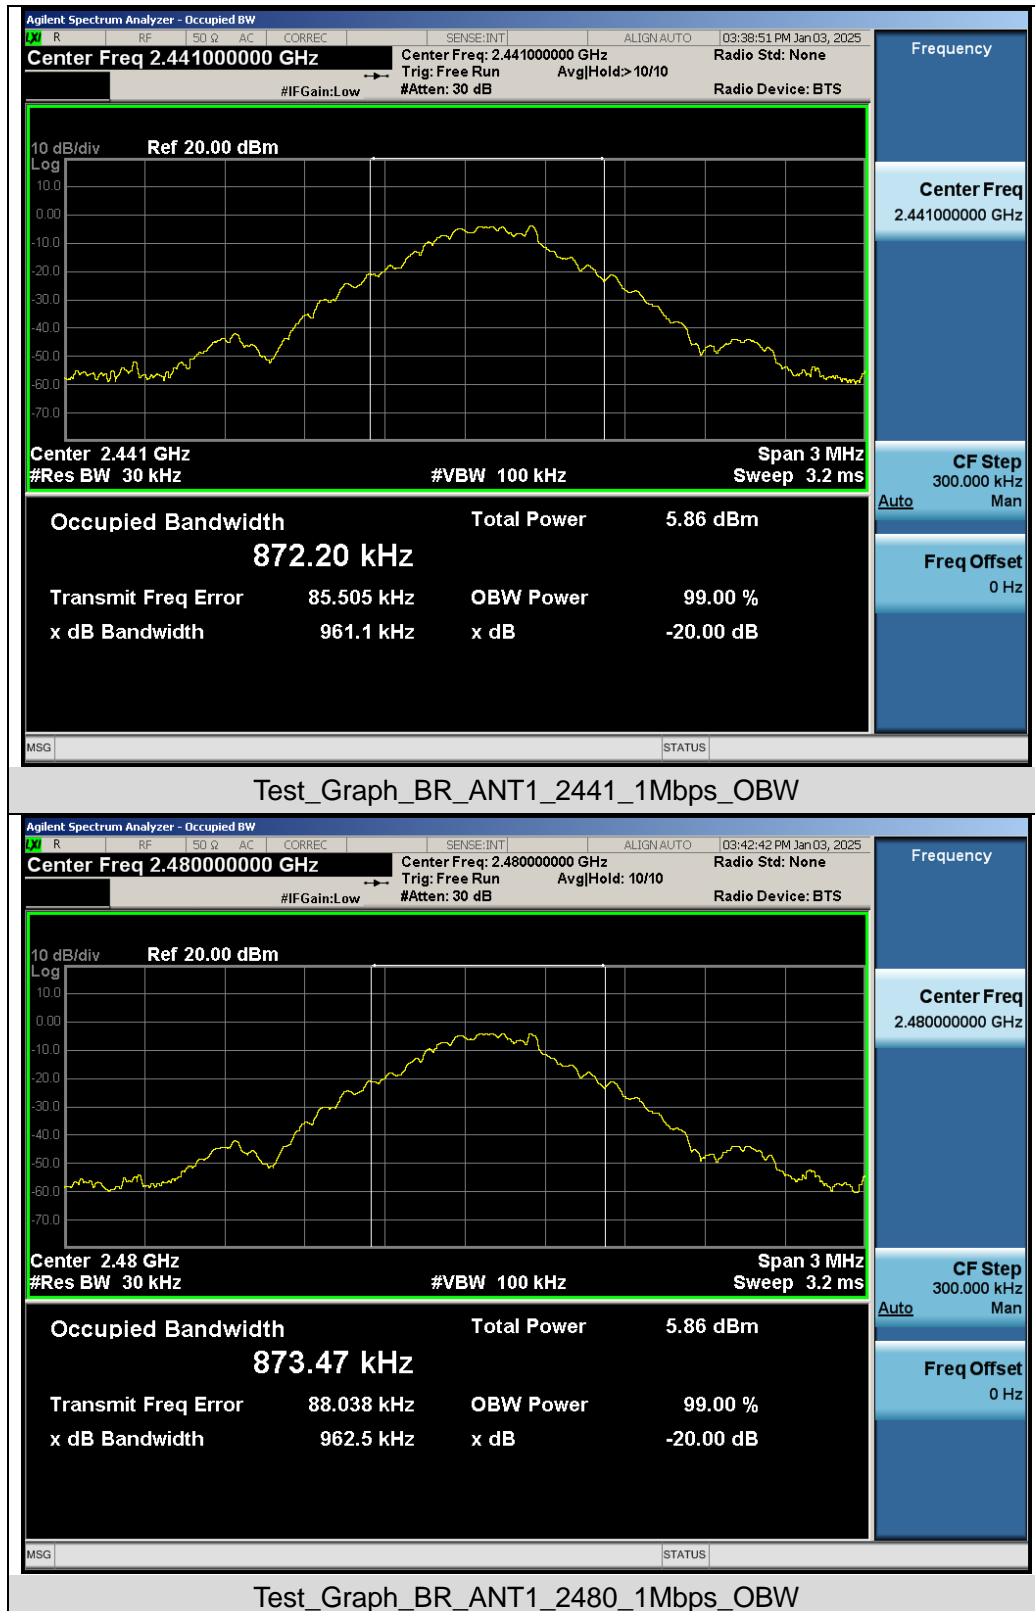 Agilent Spectrum Analyzer - Occupied BW
LXI R RF 50 Ω AC CORREC SENSE:INT ALIGN AUTO 03:38:51 PM Jan 03, 2025
Center Freq 2.441000000 GHz Center Freq: 2.441000000 GHz Radio Std: None Frequency
Trig: Free Run Avg|Hold:> 10/10
#IFGain:Low #Atten: 30 dB Radio Device: BTS
10 dB/div Ref 20.00 dBm
Log
10.0
0.00
-10.0
-20.0
-30.0
-40.0
-50.0
-60.0
-70.0
Center Freq
2.441000000 GHz
Center 2.441 GHz Span 3 MHz
#Res BW 30 kHz #VBW 100 kHz Sweep 3.2 ms
CF Step
300.000 kHz
Auto Man
Occupied Bandwidth Total Power 5.86 dBm
872.20 kHz
Freq Offset
0 Hz
Transmit Freq Error 85.505 kHz OBW Power 99.00 %
x dB Bandwidth 961.1 kHz x dB -20.00 dB
MSG STATUS
Test_Graph_BR_ANT1_2441_1Mbps_OBW
Agilent Spectrum Analyzer - Occupied BW
LXI R RF 50 Ω AC CORREC SENSE:INT ALIGN AUTO 03:42:42 PM Jan 03, 2025
Center Freq 2.480000000 GHz Center Freq: 2.480000000 GHz Radio Std: None Frequency
Trig: Free Run Avg|Hold: 10/10
#IFGain:Low #Atten: 30 dB Radio Device: BTS
10 dB/div Ref 20.00 dBm
Log
10.0
0.00
-10.0
-20.0
-30.0
-40.0
-50.0
-60.0
-70.0
Center Freq
2.480000000 GHz
Center 2.48 GHz Span 3 MHz
#Res BW 30 kHz #VBW 100 kHz Sweep 3.2 ms
CF Step
300.000 kHz
Auto Man
Occupied Bandwidth Total Power 5.86 dBm
873.47 kHz
Freq Offset
0 Hz
Transmit Freq Error 88.038 kHz OBW Power 99.00 %
x dB Bandwidth 962.5 kHz x dB -20.00 dB
MSG STATUS
Test_Graph_BR_ANT1_2480_1Mbps_OBW